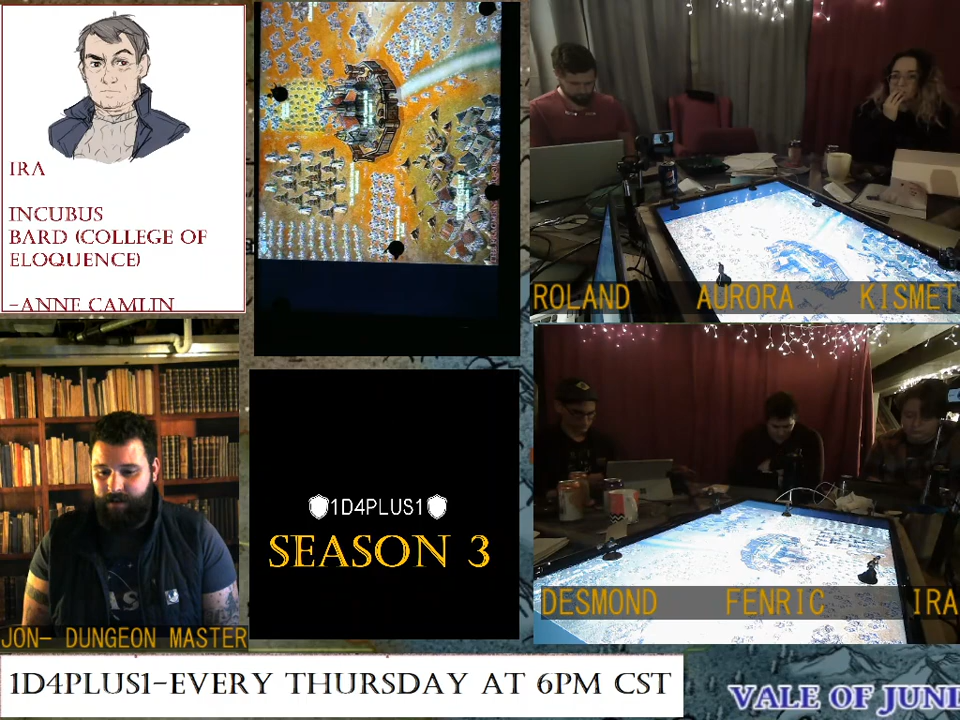 IRA
INCUBUS
BARD (COLLEGE OF
ELOQUENCE)
-ANNE CAMLIN
ROLAND AURORA KISMET
1D4PLUS1
SEASON 3
DESMOND FENRIC IRA
JON- DUNGEON MASTER
1D4PLUS1-EVERY THURSDAY AT 6PM CST
VALE OF JUNI